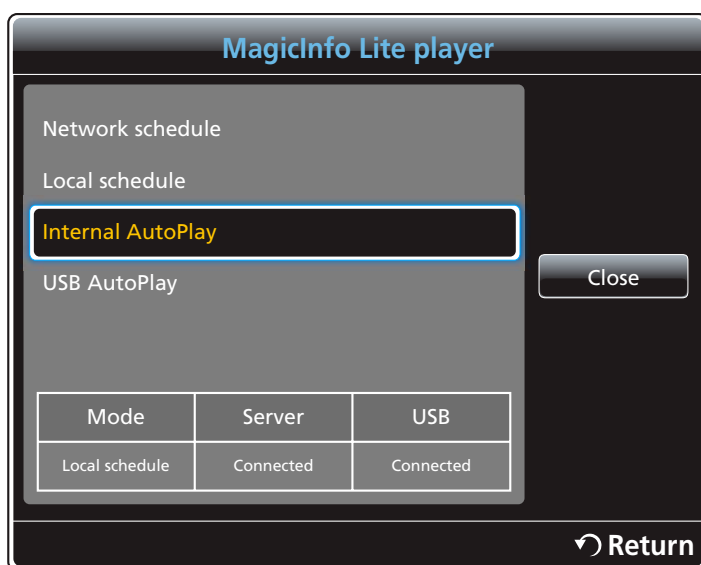 MagicInfo Lite player
Network schedule
Local schedule
Internal AutoPlay
USB AutoPlay
Close
Mode Server USB
Local schedule Connected Connected
Return